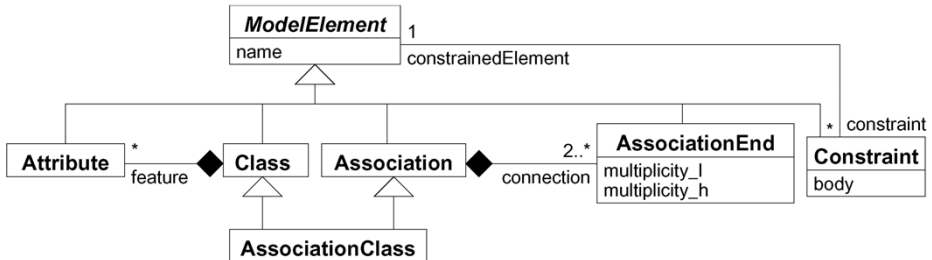 ModelElement
name
1
constrainedElement
Attribute
*
feature
Class
Association
2..*
connection
AssociationEnd
multiplicity_l
multiplicity_h
*
constraint
Constraint
body
AssociationClass